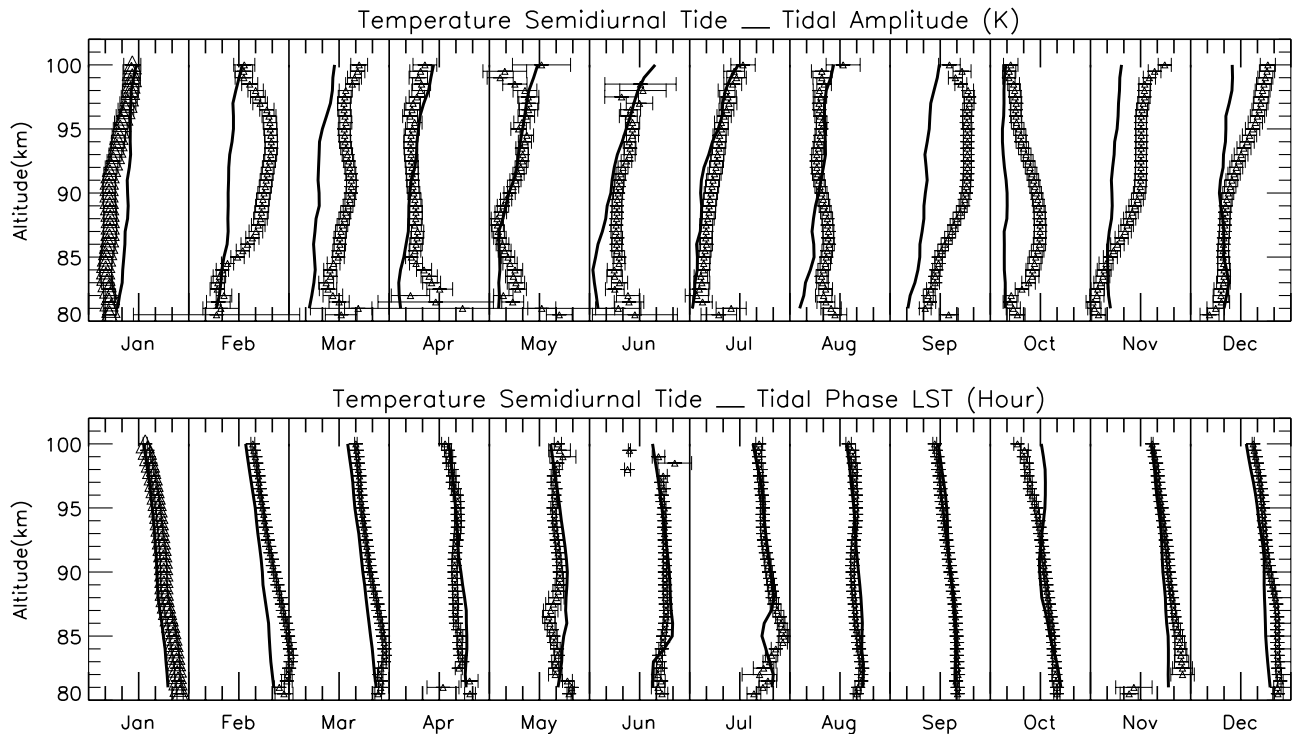 Temperature Semidiurnal Tide __ Tidal Amplitude (K)
Altitude(km)
100
95
90
85
80
Jan Feb Mar Apr May Jun Jul Aug Sep Oct Nov Dec
Temperature Semidiurnal Tide __ Tidal Phase LST (Hour)
Altitude(km)
100
95
90
85
80
Jan Feb Mar Apr May Jun Jul Aug Sep Oct Nov Dec